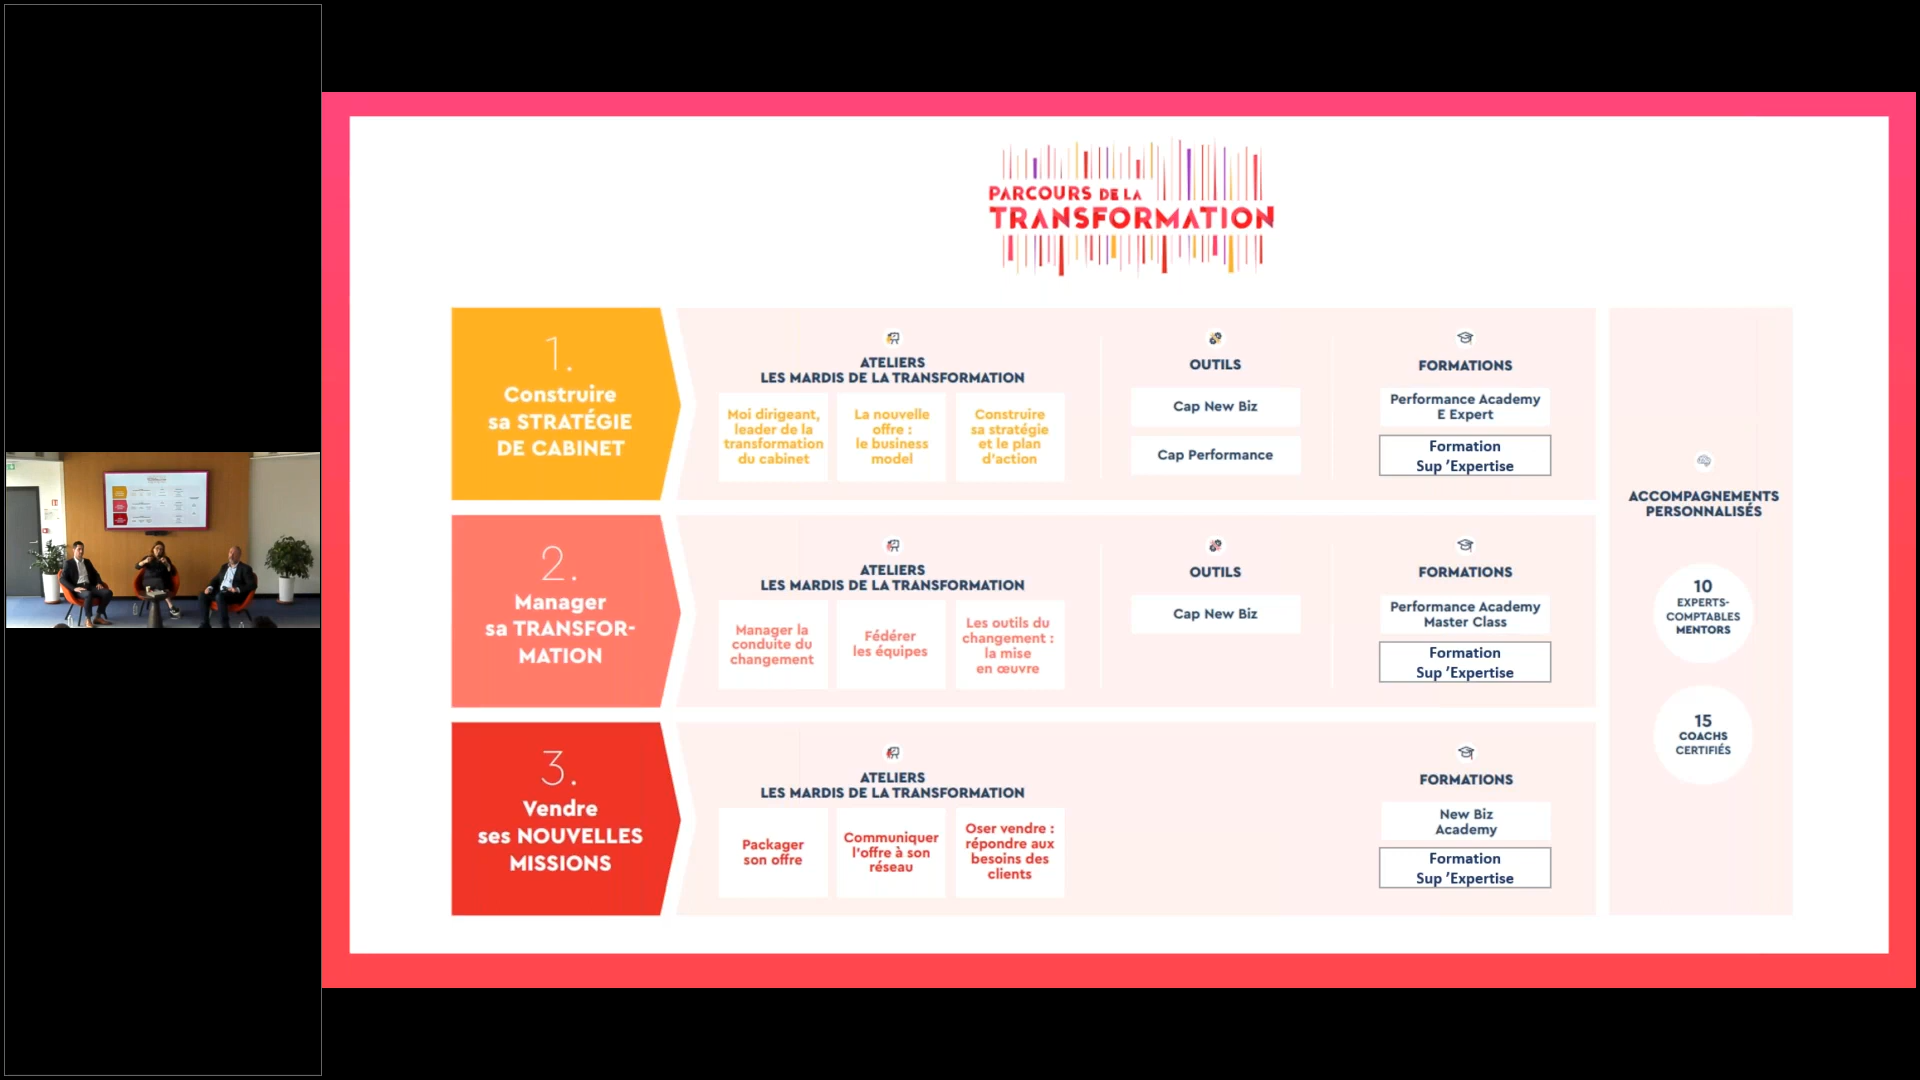 PARCOURS DE LA
TRANSFORMATION
1.
Construire
sa STRATÉGIE
DE CABINET
ATELIERS
LES MARDIS DE LA TRANSFORMATION
Moi dirigeant,
leader de la
transformation
du cabinet
La nouvelle
offre :
le business
model
Construire
sa stratégie
et le plan
d'action
OUTILS
Cap New Biz
Cap Performance
FORMATIONS
Performance Academy
E Expert
Formation
Sup ’Expertise
2.
Manager
sa TRANSFOR-
MATION
ATELIERS
LES MARDIS DE LA TRANSFORMATION
Manager la
conduite du
changement
Fédérer
les équipes
Les outils du
changement :
la mise
en œuvre
OUTILS
Cap New Biz
FORMATIONS
Performance Academy
Master Class
Formation
Sup ’Expertise
3.
Vendre
ses NOUVELLES
MISSIONS
ATELIERS
LES MARDIS DE LA TRANSFORMATION
Packager
son offre
Communiquer
l'offre à son
réseau
Oser vendre :
répondre aux
besoins des
clients
FORMATIONS
New Biz
Academy
Formation
Sup ’Expertise
ACCOMPAGNEMENTS
PERSONNALISÉS
10
EXPERTS-
COMPTABLES
MENTORS
15
COACHS
CERTIFIÉS